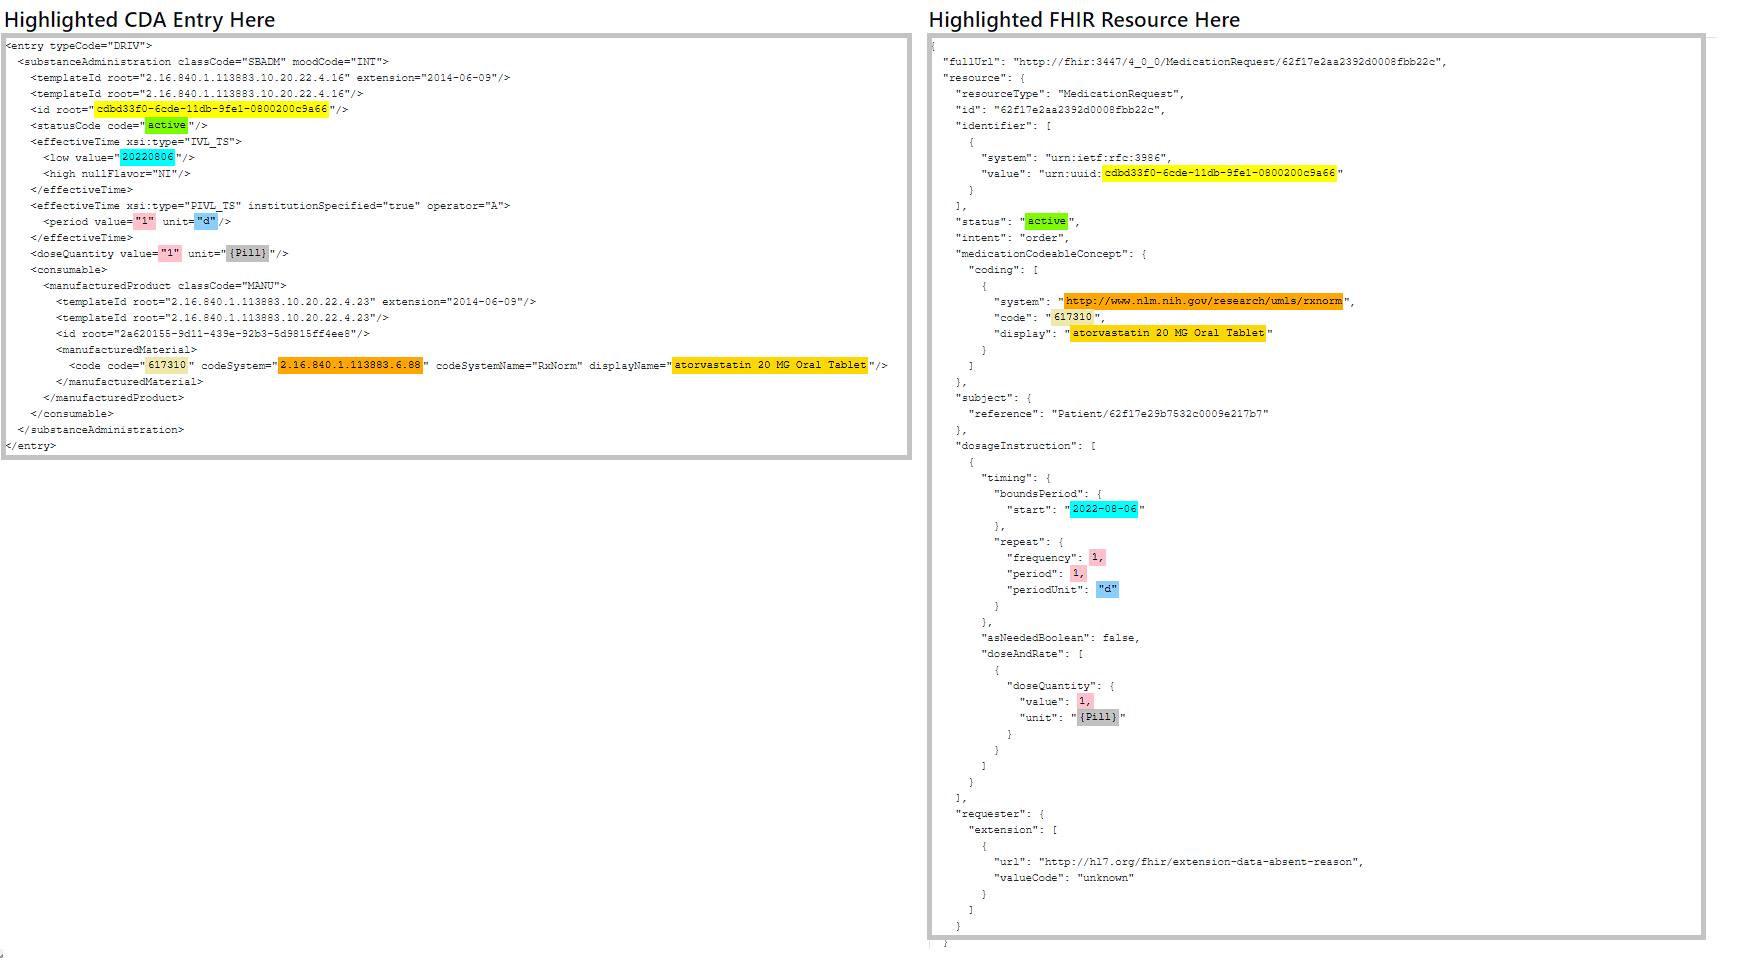 Highlighted CDA Entry Here
<entry typeCode="DRIV">
<substanceAdministration classCode="SBADM" moodCode="INT">
<templateId root="2.16.840.1.113883.10.20.22.4.16" extension="2014-06-09"/>
<templateId root="2.16.840.1.113883.10.20.22.4.16"/>
<id root="cdbd33f0-6cde-11db-9fe1-0800200c9a66"/>
<statusCode code="active"/>
<effectiveTime xsi:type="IVL_TS">
<low value="20220806"/>
<high nullFlavor="NI"/>
</effectiveTime>
<effectiveTime xsi:type="PIVL_TS" institutionSpecified="true" operator="A">
<period value="1" unit="d"/>
</effectiveTime>
<doseQuantity value="1" unit="{Pill}"/>
<consumable>
<manufacturedProduct classCode="MANU">
<templateId root="2.16.840.1.113883.10.20.22.4.23" extension="2014-06-09"/>
<templateId root="2.16.840.1.113883.10.20.22.4.23"/>
<id root="2a620155-9d11-439e-92b3-5d9815ff4ee8"/>
<manufacturedMaterial>
<code code="617310" codeSystem="2.16.840.1.113883.6.88" codeSystemName="RxNorm" displayName="atorvastatin 20 MG Oral Tablet"/>
</manufacturedMaterial>
</manufacturedProduct>
</consumable>
</substanceAdministration>
</entry>
Highlighted FHIR Resource Here
{
"fullUrl": "http://fhir:3447/4_0_0/MedicationRequest/62f17e2aa2392d0008fbb22c",
"resource": {
"resourceType": "MedicationRequest",
"id": "62f17e2aa2392d0008fbb22c",
"identifier": [
{
"system": "urn:ietf:rfc:3986",
"value": "urn:uuid:cdbd33f0-6cde-11db-9fe1-0800200c9a66"
}
],
"status": "active",
"intent": "order",
"medicationCodeableConcept": {
"coding": [
{
"system": "http://www.nlm.nih.gov/research/umls/rxnorm",
"code": "617310",
"display": "atorvastatin 20 MG Oral Tablet"
}
]
},
"subject": {
"reference": "Patient/62f17e29b7532c0009e217b7"
},
"dosageInstruction": [
{
"timing": {
"boundsPeriod": {
"start": "2022-08-06"
},
"repeat": {
"frequency": 1,
"period": 1,
"periodUnit": "d"
}
},
"asNeededBoolean": false,
"doseAndRate": [
{
"doseQuantity": {
"value": 1,
"unit": "{Pill}"
}
}
]
}
],
"requester": {
"extension": [
{
"url": "http://hl7.org/fhir/extension-data-absent-reason",
"valueCode": "unknown"
}
]
}
}